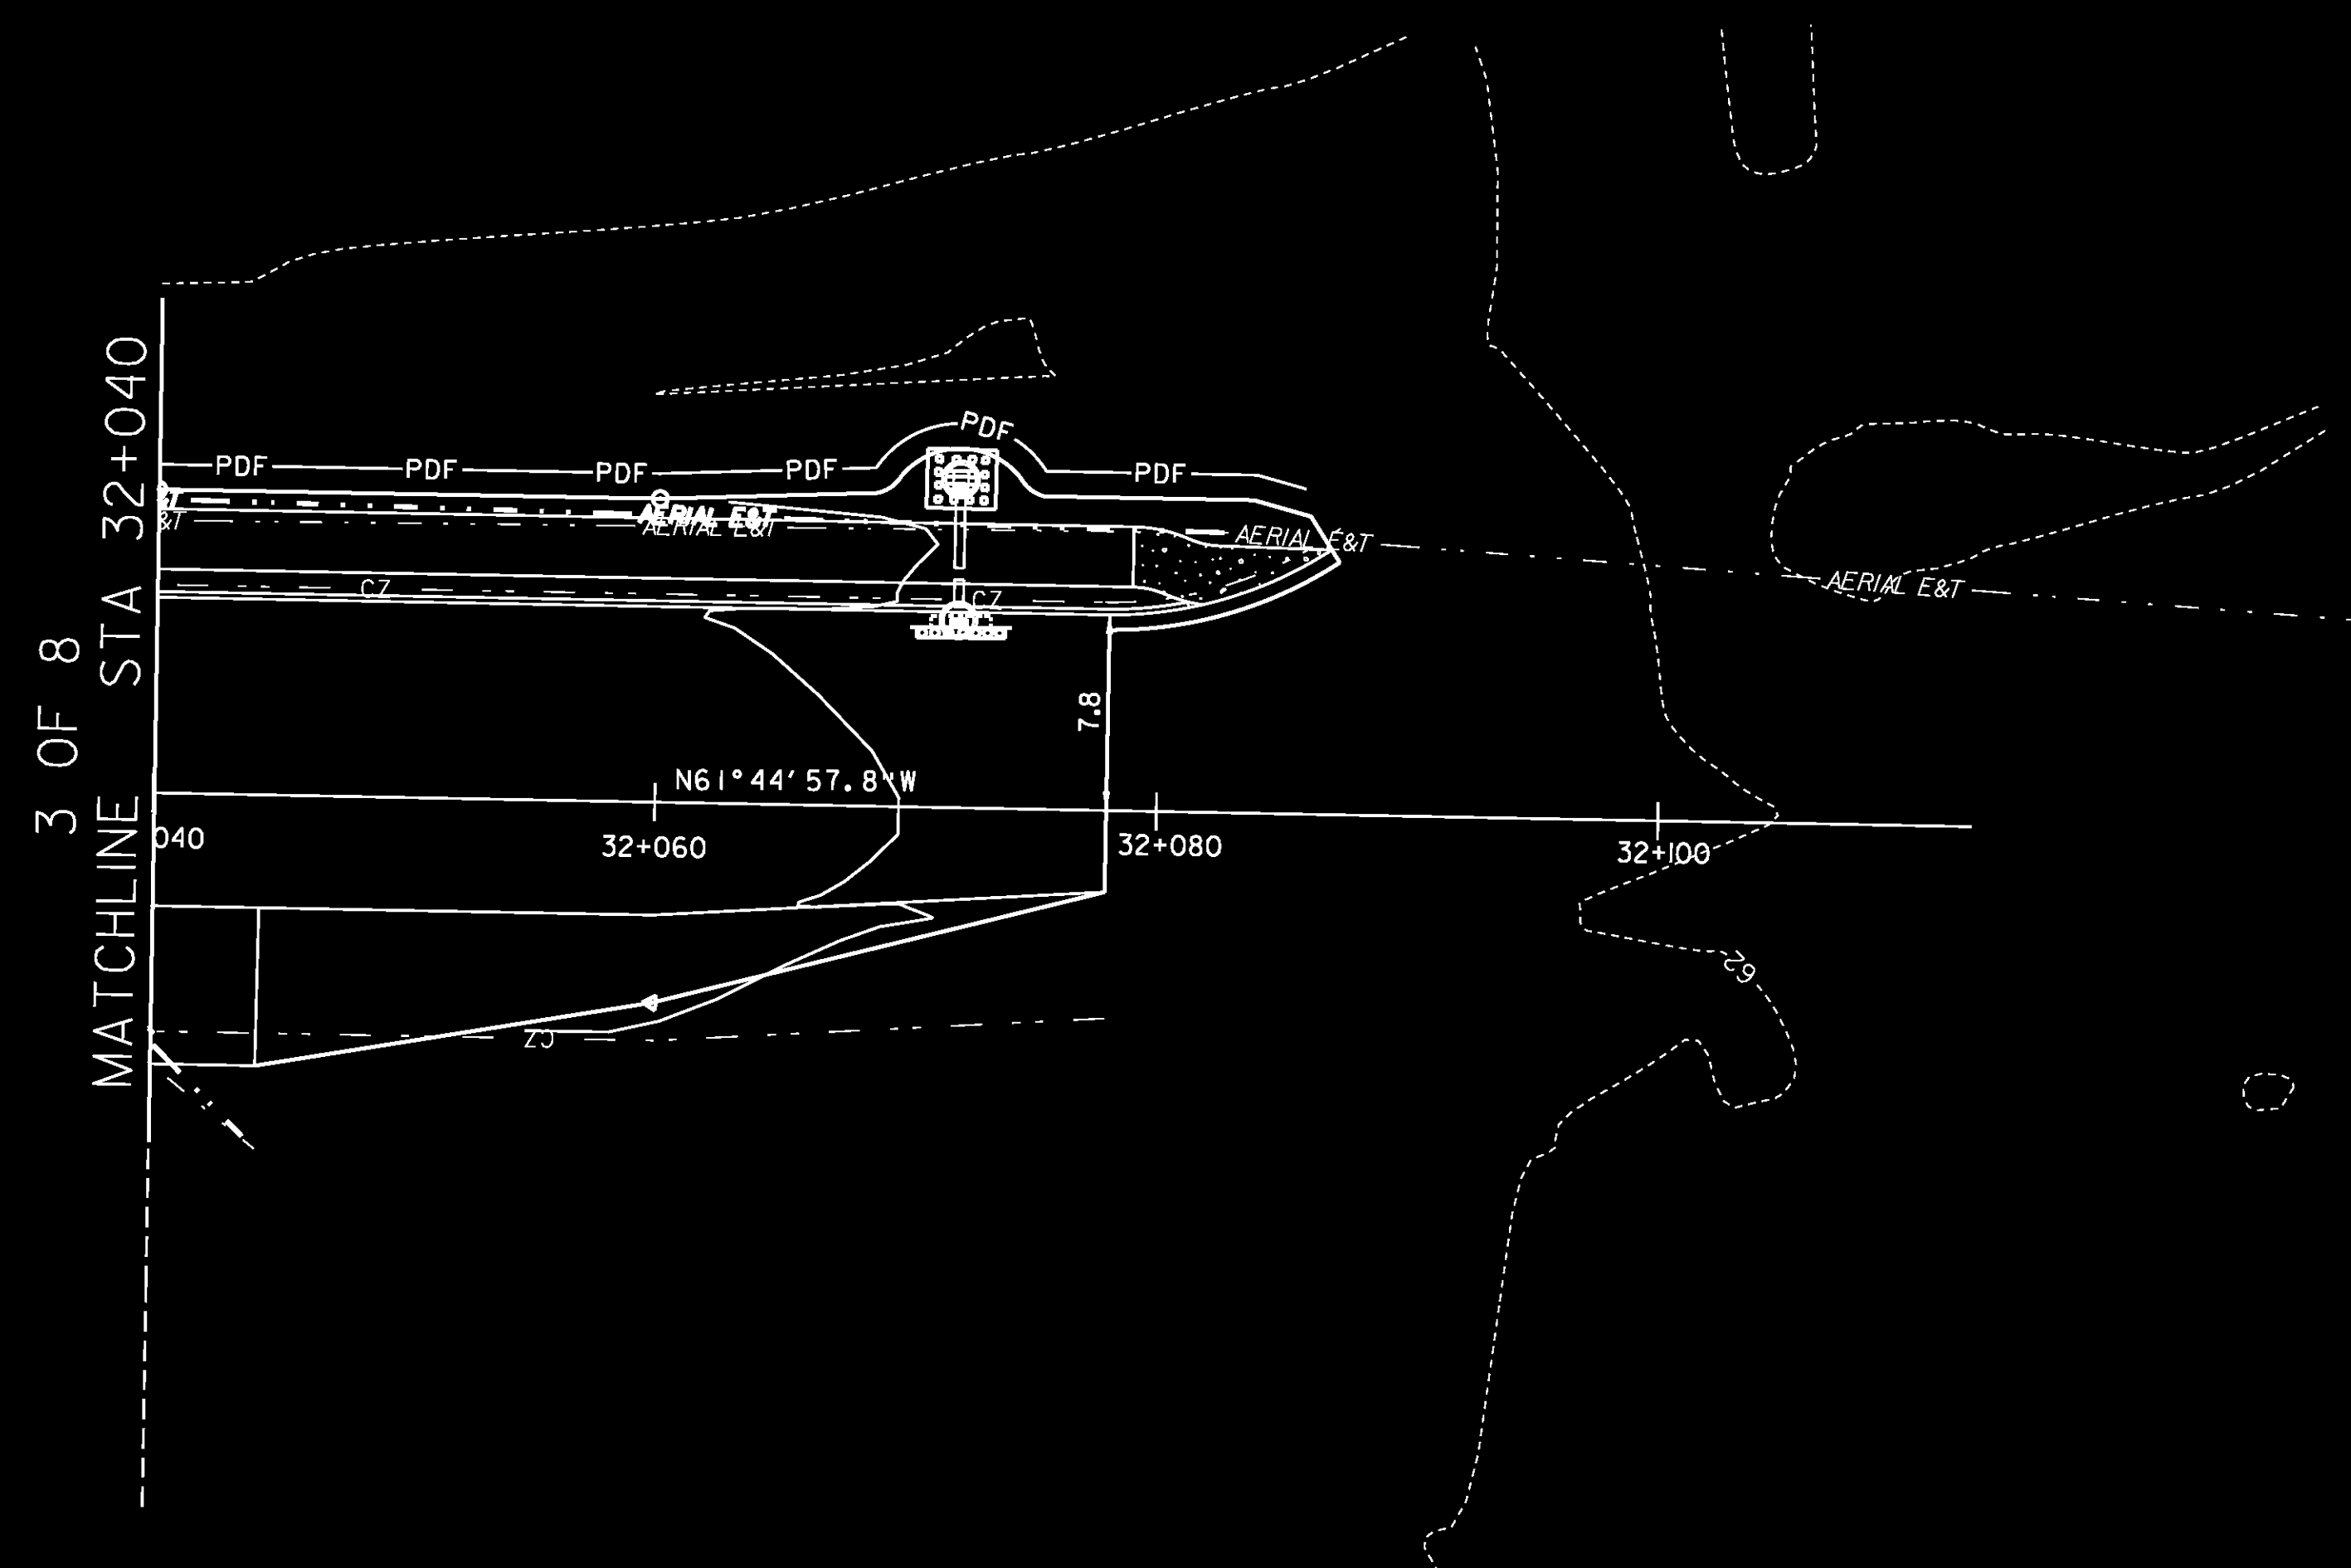 3 OF 8
MATCHLINE STA 32+040
PDF
PDF PDF PDF PDF PDF
&T AERIAL E&T
&T AERIAL E&T AERIAL E&T AERIAL E&T
CZ CZ
7.8
N61°44'57.8"W
040 32+060 32+080 32+100
62
CZ